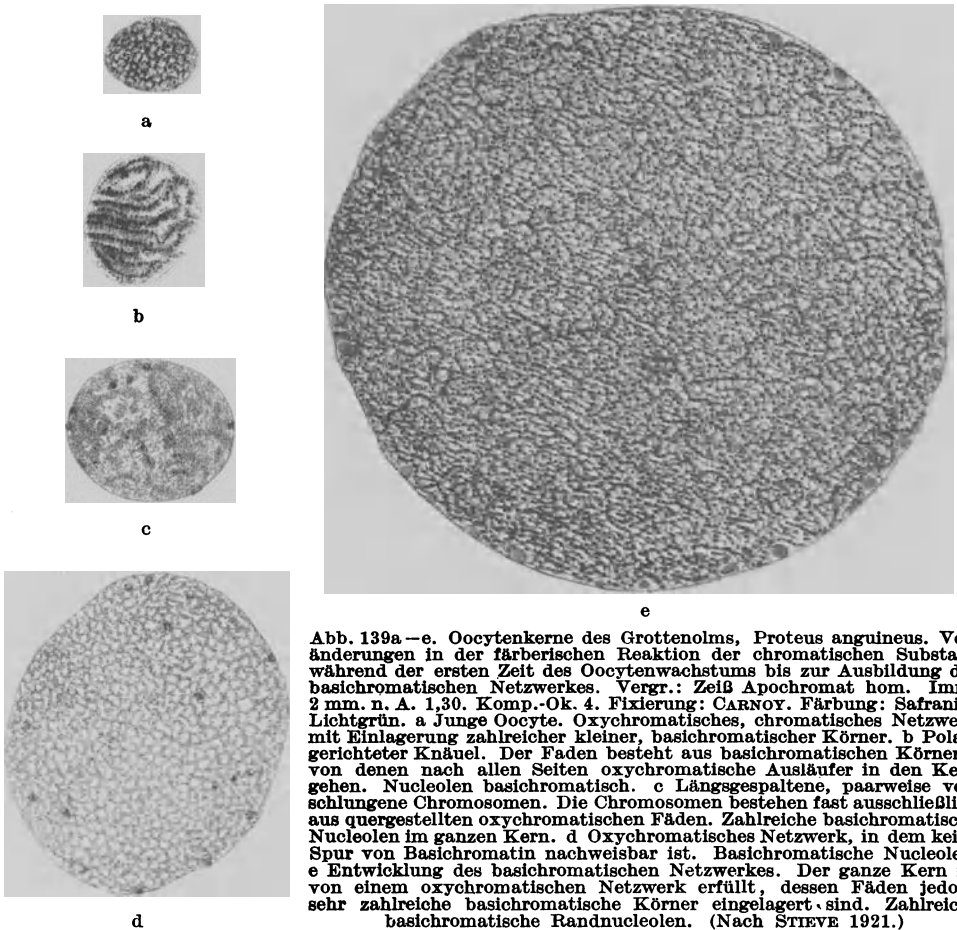 a
b
c
d
e
Abb. 139a—e. Oocytenkerne des Grottenolms, Proteus anguineus. Ve
änderungen in der färberischen Reaktion der chromatischen Substa
während der ersten Zeit des Oocytenwachstums bis zur Ausbildung d
basichromatischen Netzwerkes. Vergr.: Zeiß Apochromat hom. Imm
2 mm. n. A. 1,30. Komp.-Ok. 4. Fixierung: CARNOY. Färbung: Safrani
Lichtgrün. a Junge Oocyte. Oxychromatisches, chromatisches Netzwe
mit Einlagerung zahlreicher kleiner, basichromatischer Körner. b Pola
gerichteter Knäuel. Der Faden besteht aus basichromatischen Körner
von denen nach allen Seiten oxychromatische Ausläufer in den Ke
gehen. Nucleolen basichromatisch. c Längsgespaltene, paarweise ve
schlungene Chromosomen. Die Chromosomen bestehen fast ausschließli
aus quergestellten oxychromatischen Fäden. Zahlreiche basichromatisc
Nucleolen im ganzen Kern. d Oxychromatisches Netzwerk, in dem kei
Spur von Basichromatin nachweisbar ist. Basichromatische Nucleole
e Entwicklung des basichromatischen Netzwerkes. Der ganze Kern
von einem oxychromatischen Netzwerk erfüllt, dessen Fäden jedo
sehr zahlreiche basichromatische Körner eingelagert sind. Zahlreic
basichromatische Randnucleolen. (Nach STIEVE 1921.)